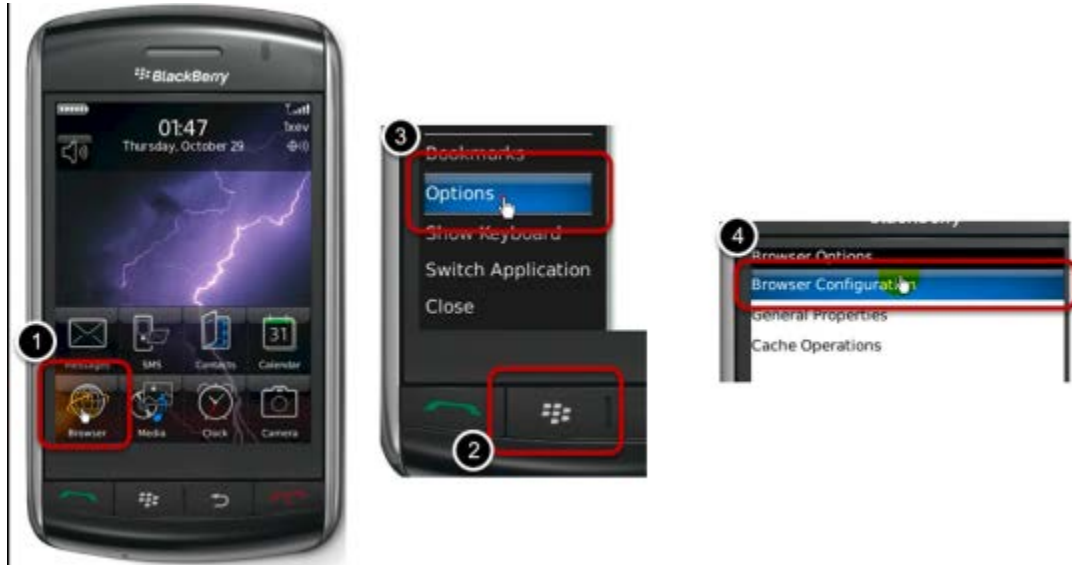 BlackBerry
01:47
1xev
Thursday, October 29
1
Messages
SMS
Contacts
31
Calendar
Browser
Media
Clock
Camera
3
Bookmarks
Options
Show Keyboard
Switch Application
Close
2
4
BlackBerry
Browser Options
Browser Configuration
General Properties
Cache Operations